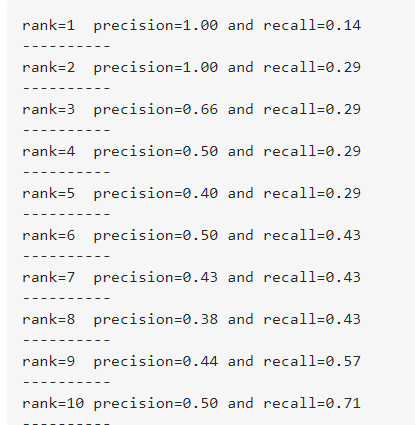 rank=1  precision=1.00 and recall=0.14
----------
rank=2  precision=1.00 and recall=0.29
----------
rank=3  precision=0.66 and recall=0.29
----------
rank=4  precision=0.50 and recall=0.29
----------
rank=5  precision=0.40 and recall=0.29
----------
rank=6  precision=0.50 and recall=0.43
----------
rank=7  precision=0.43 and recall=0.43
----------
rank=8  precision=0.38 and recall=0.43
----------
rank=9  precision=0.44 and recall=0.57
----------
rank=10 precision=0.50 and recall=0.71
----------